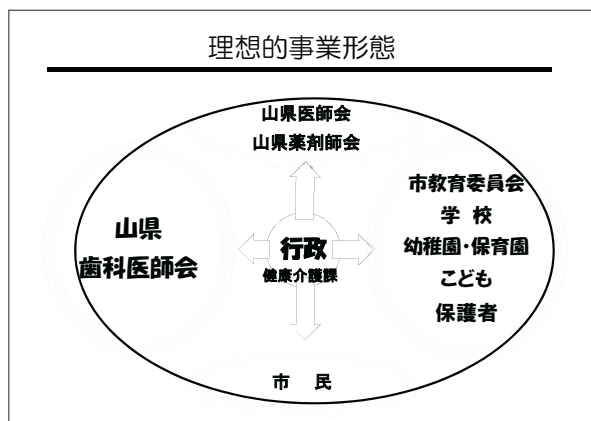 理想的事業形態
山県医師会
山県薬剤師会
山県
歯科医師会
行政
健康介護課
市教育委員会
学 校
幼稚園・保育園
こども
保護者
市 民